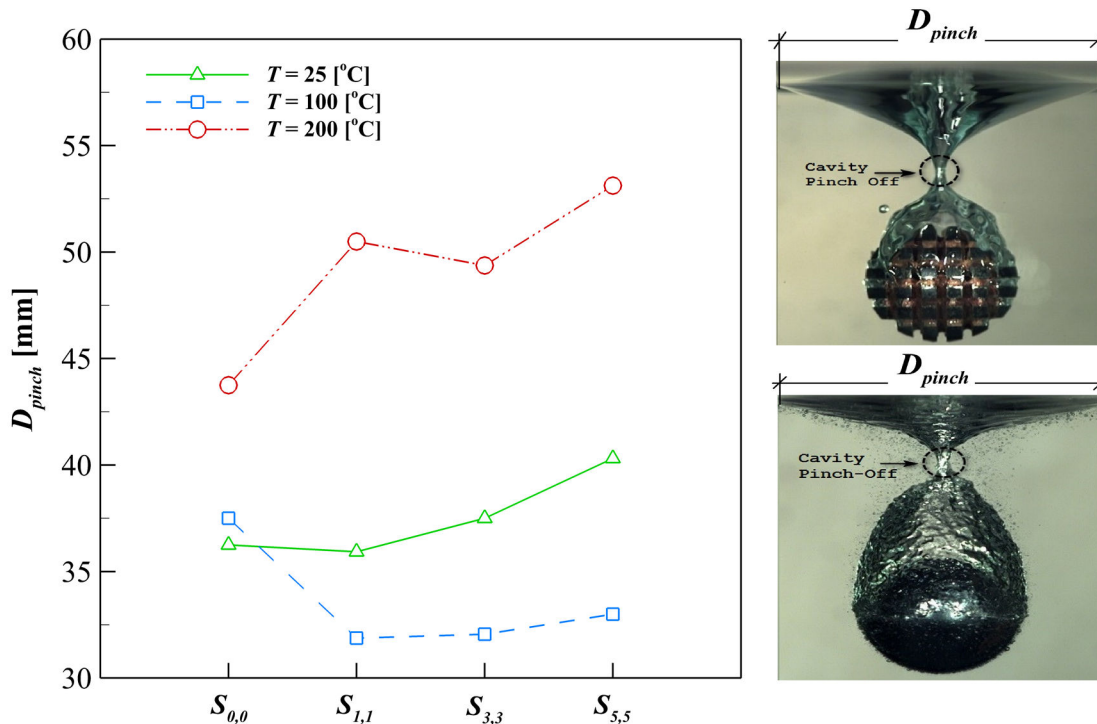 60
55
50
45
40
35
30
D_pinch [mm]
T = 25 [°C]
T = 100 [°C]
T = 200 [°C]
S_0,0
S_1,1
S_3,3
S_5,5
D_pinch
Cavity
Pinch Off
D_pinch
Cavity
Pinch-Off